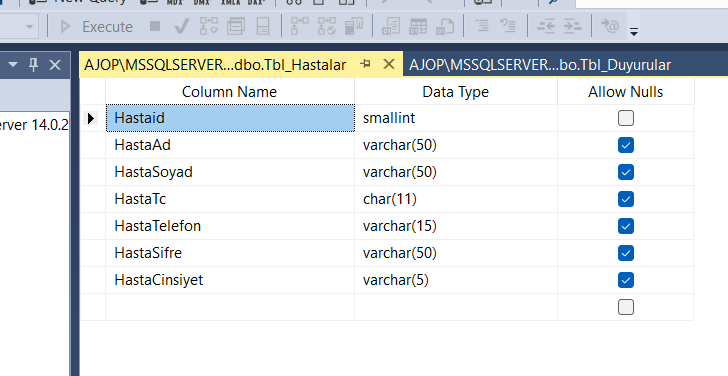 New Query
MDX DMX XMLA DAX
Execute
AJOP\MSSQLSERVER...dbo.Tbl_Hastalar
AJOP\MSSQLSERVER...bo.Tbl_Duyurular
Column Name Data Type Allow Nulls
erver 14.0.2
Hastaid smallint
HastaAd varchar(50)
HastaSoyad varchar(50)
HastaTc char(11)
HastaTelefon varchar(15)
HastaSifre varchar(50)
HastaCinsiyet varchar(5)